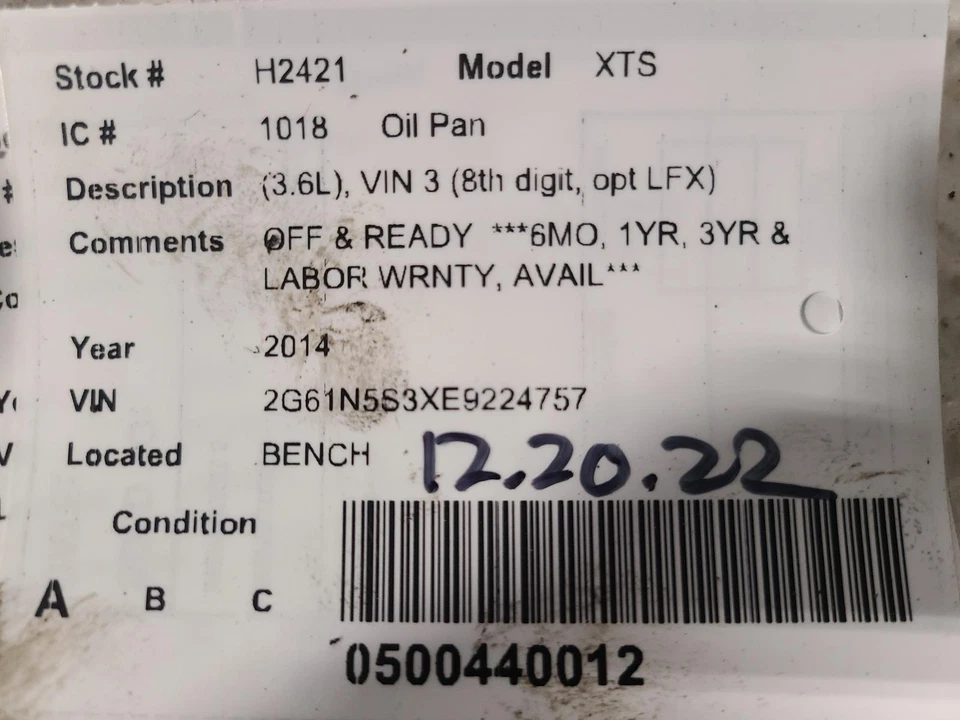 Stock # H2421 Model XTS
IC # 1018 Oil Pan
Description (3.6L), VIN 3 (8th digit, opt LFX)
Comments OFF & READY ***6MO, 1YR, 3YR &
LABOR WRNTY, AVAIL***
Year 2014
VIN 2G61N5S3XE9224757
Located BENCH 12.20.22
Condition
A B C
0500440012